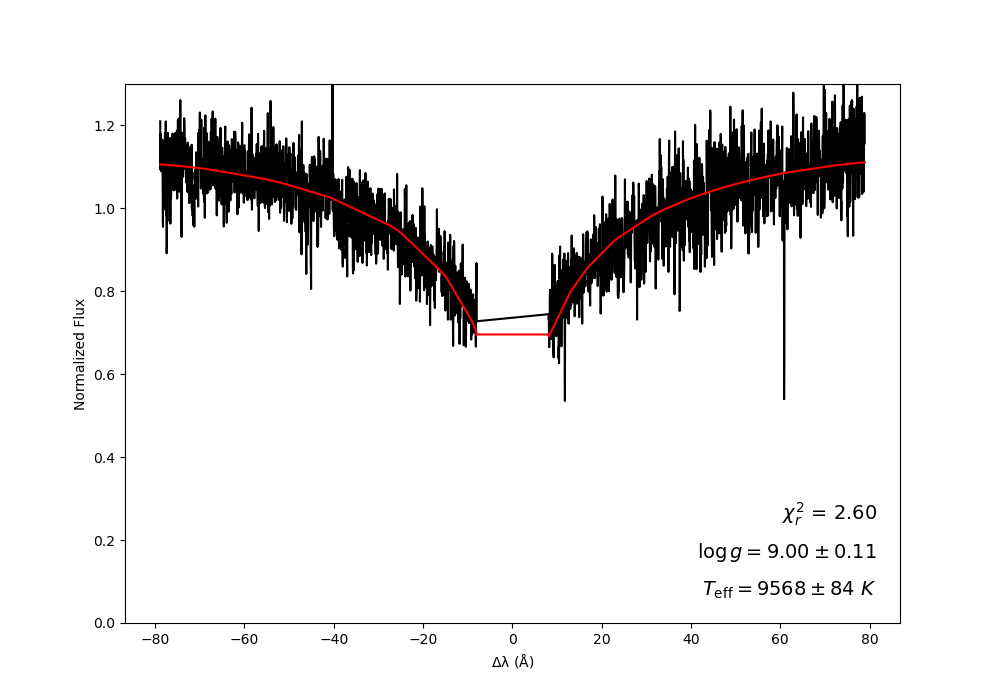 Normalized Flux
1.2
1.0
0.8
0.6
0.4
0.2
0.0
χ²ᵣ = 2.60
log g = 9.00 ± 0.11
T_eff = 9568 ± 84 K
−80 −60 −40 −20 0 20 40 60 80
Δλ (Å)